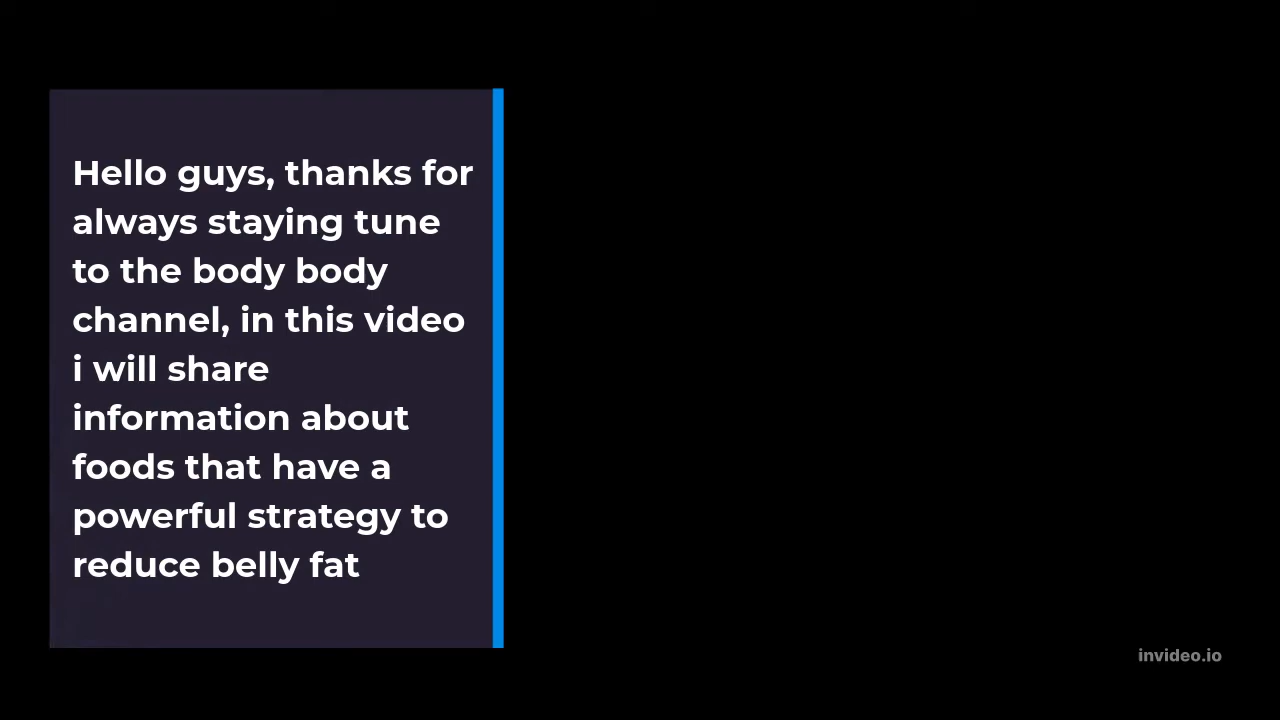 Hello guys, thanks for
always staying tune
to the body body
channel, in this video
i will share
information about
foods that have a
powerful strategy to
reduce belly fat
invideo.io